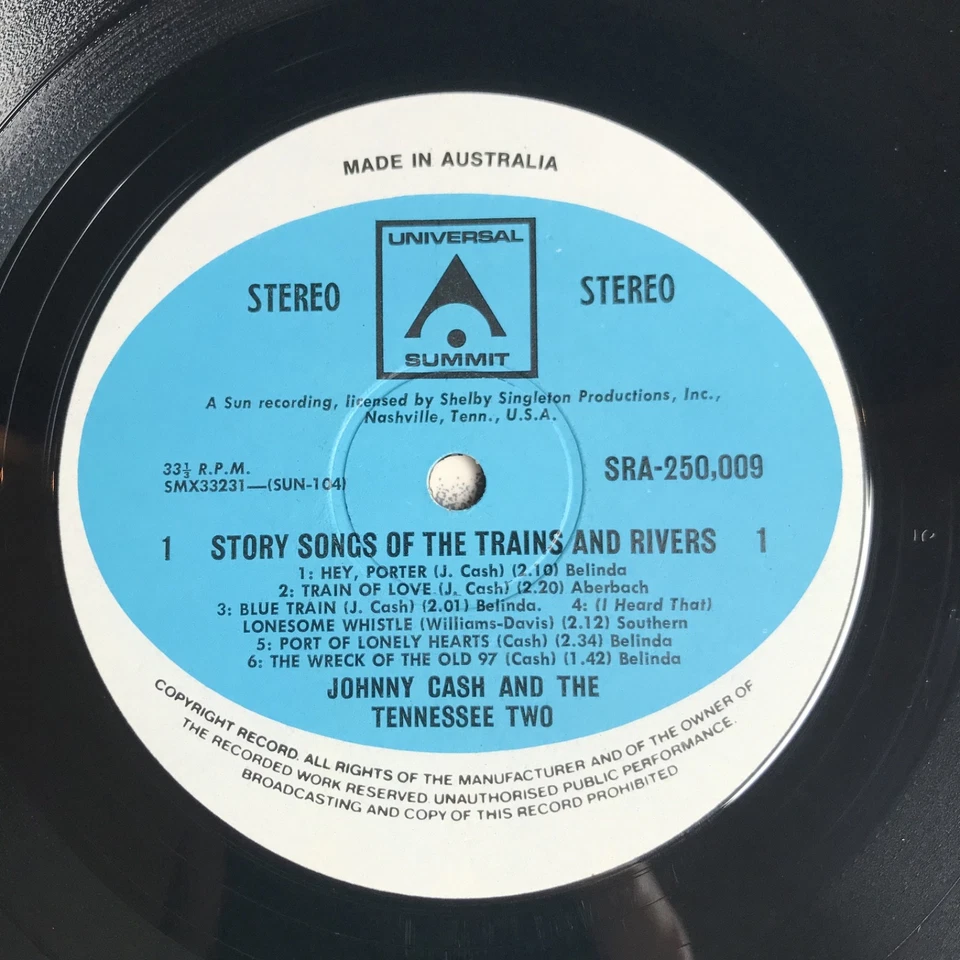 MADE IN AUSTRALIA
UNIVERSAL
STEREO STEREO
SUMMIT
A Sun recording, licensed by Shelby Singleton Productions, Inc.,
Nashville, Tenn., U.S.A.
33⅓ R.P.M.
SMX33231—(SUN-104)
SRA-250,009
1 STORY SONGS OF THE TRAINS AND RIVERS 1
1: HEY, PORTER (J. Cash) (2.10) Belinda
2: TRAIN OF LOVE (J. Cash) (2.20) Aberbach
3: BLUE TRAIN (J. Cash) (2.01) Belinda. 4: (I Heard That)
LONESOME WHISTLE (Williams-Davis) (2.12) Southern
5: PORT OF LONELY HEARTS (Cash) (2.34) Belinda
6: THE WRECK OF THE OLD 97 (Cash) (1.42) Belinda
JOHNNY CASH AND THE
TENNESSEE TWO
COPYRIGHT RECORD. ALL RIGHTS OF THE MANUFACTURER AND OF THE OWNER OF
THE RECORDED WORK RESERVED. UNAUTHORISED PUBLIC PERFORMANCE.
BROADCASTING AND COPY OF THIS RECORD PROHIBITED